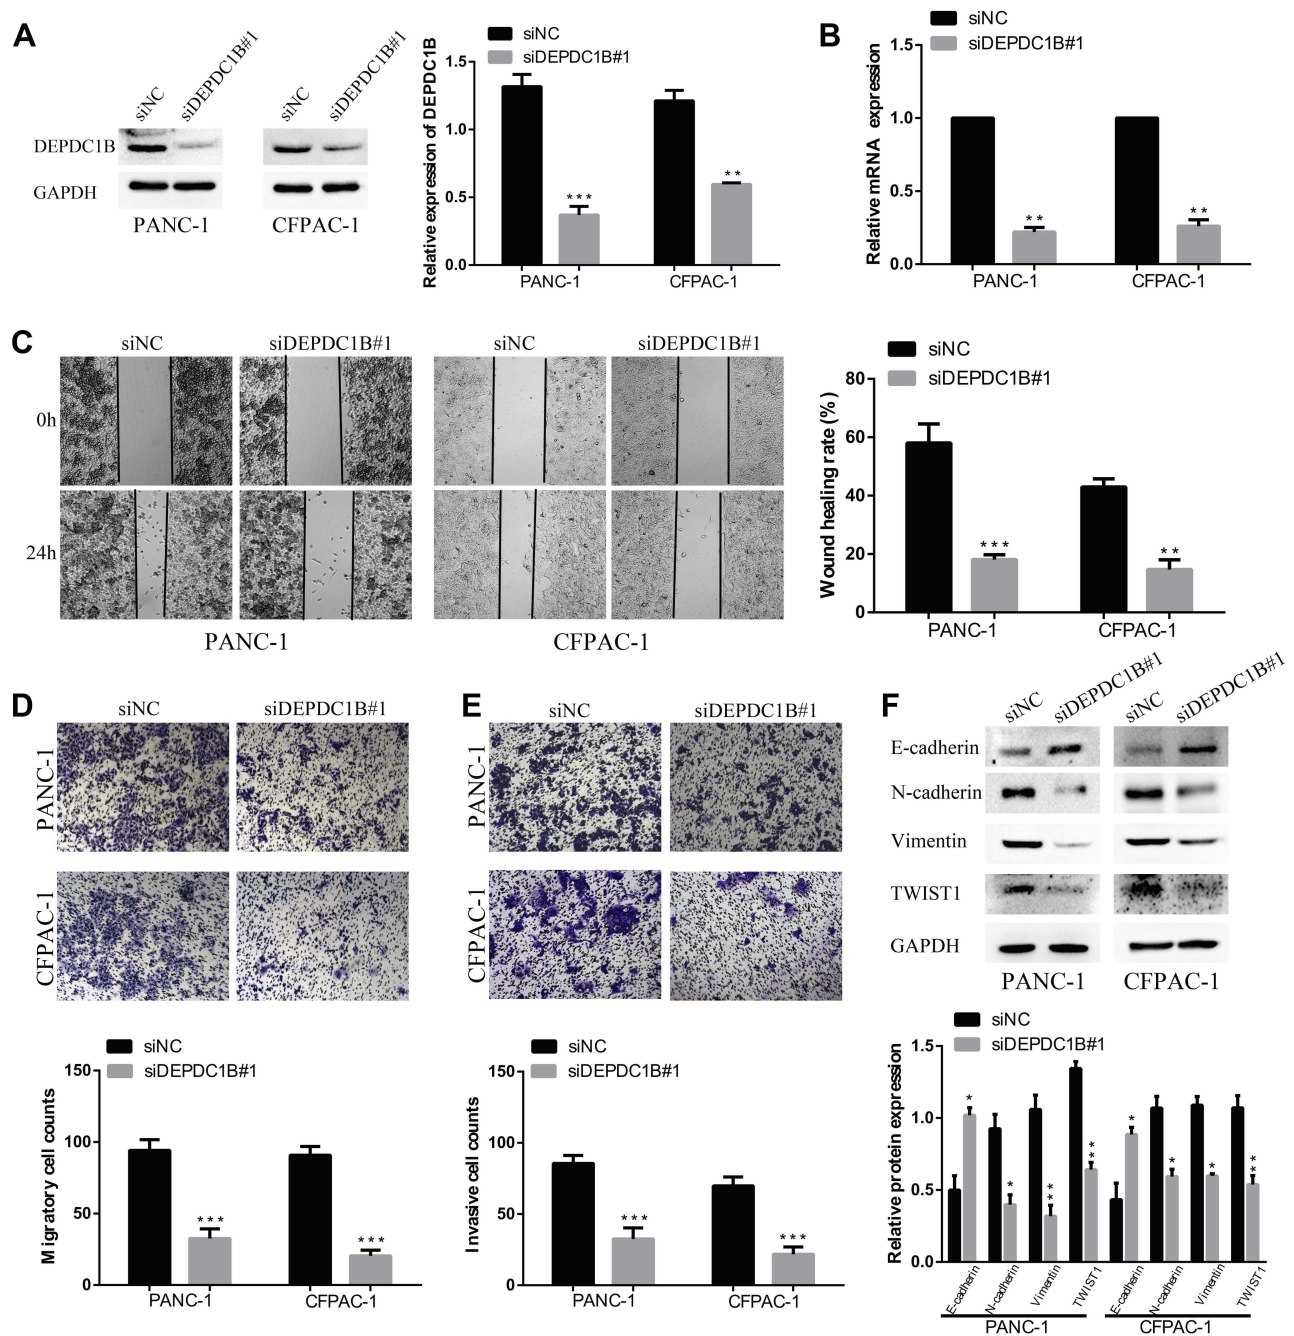 A
siNC
siDEPDC1B#1
siNC
siDEPDC1B#1
DEPDC1B
GAPDH
PANC-1
CFPAC-1
siNC
siDEPDC1B#1
Relative expression of DEPDC1B
1.5
1.0
0.5
0.0
***
**
PANC-1
CFPAC-1
B
siNC
siDEPDC1B#1
Relative mRNA expression
1.5
1.0
0.5
0.0
**
**
PANC-1
CFPAC-1
C
siNC
siDEPDC1B#1
siNC
siDEPDC1B#1
0h
24h
PANC-1
CFPAC-1
siNC
siDEPDC1B#1
Wound healing rate (%)
80
60
40
20
0
***
**
PANC-1
CFPAC-1
D
siNC
siDEPDC1B#1
PANC-1
CFPAC-1
siNC
siDEPDC1B#1
Migratory cell counts
150
100
50
0
***
***
PANC-1
CFPAC-1
E
siNC
siDEPDC1B#1
PANC-1
CFPAC-1
siNC
siDEPDC1B#1
Invasive cell counts
150
100
50
0
***
***
PANC-1
CFPAC-1
F
siNC
siDEPDC1B#1
siNC
siDEPDC1B#1
E-cadherin
N-cadherin
Vimentin
TWIST1
GAPDH
PANC-1
CFPAC-1
siNC
siDEPDC1B#1
Relative protein expression
1.5
1.0
0.5
0.0
*
*
**
**
*
*
*
**
E-cadherin
N-cadherin
Vimentin
TWIST1
E-cadherin
N-cadherin
Vimentin
TWIST1
PANC-1
CFPAC-1